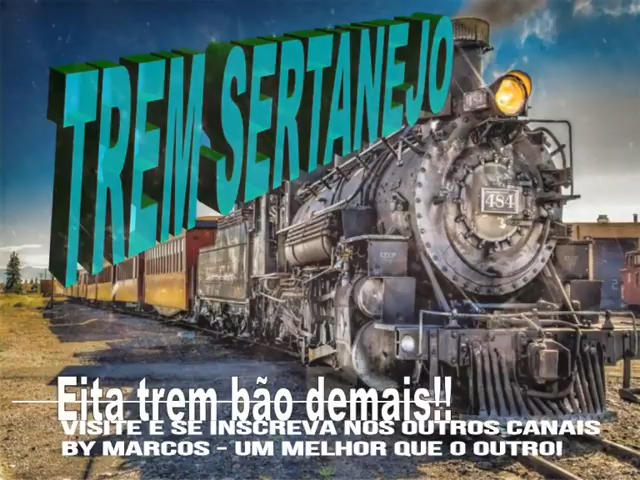 TREM SERTANEJO
484
Eita trem bão demais!!
VISITE E SE INSCREVA NOS OUTROS CANAIS
BY MARCOS - UM MELHOR QUE O OUTRO!